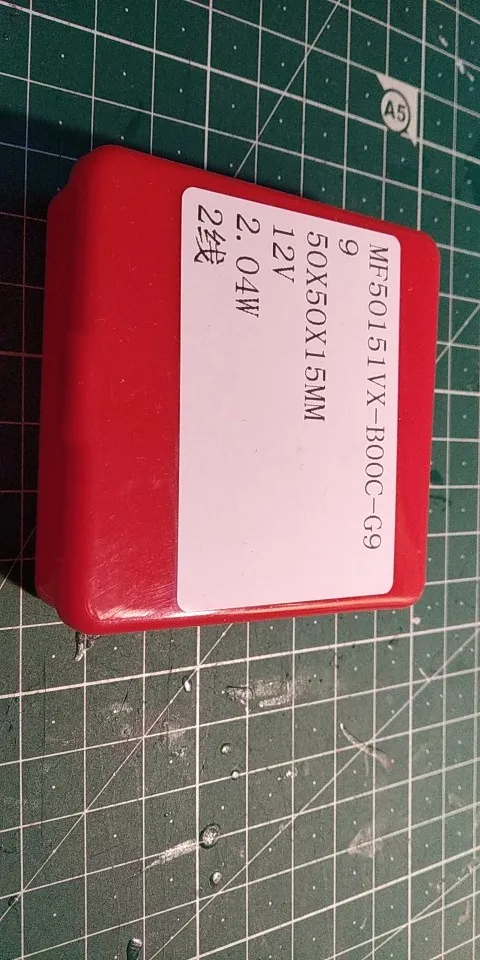 A5
MF50151VX-B00C-G9
9
50X50X15MM
12V
2.04W
2线